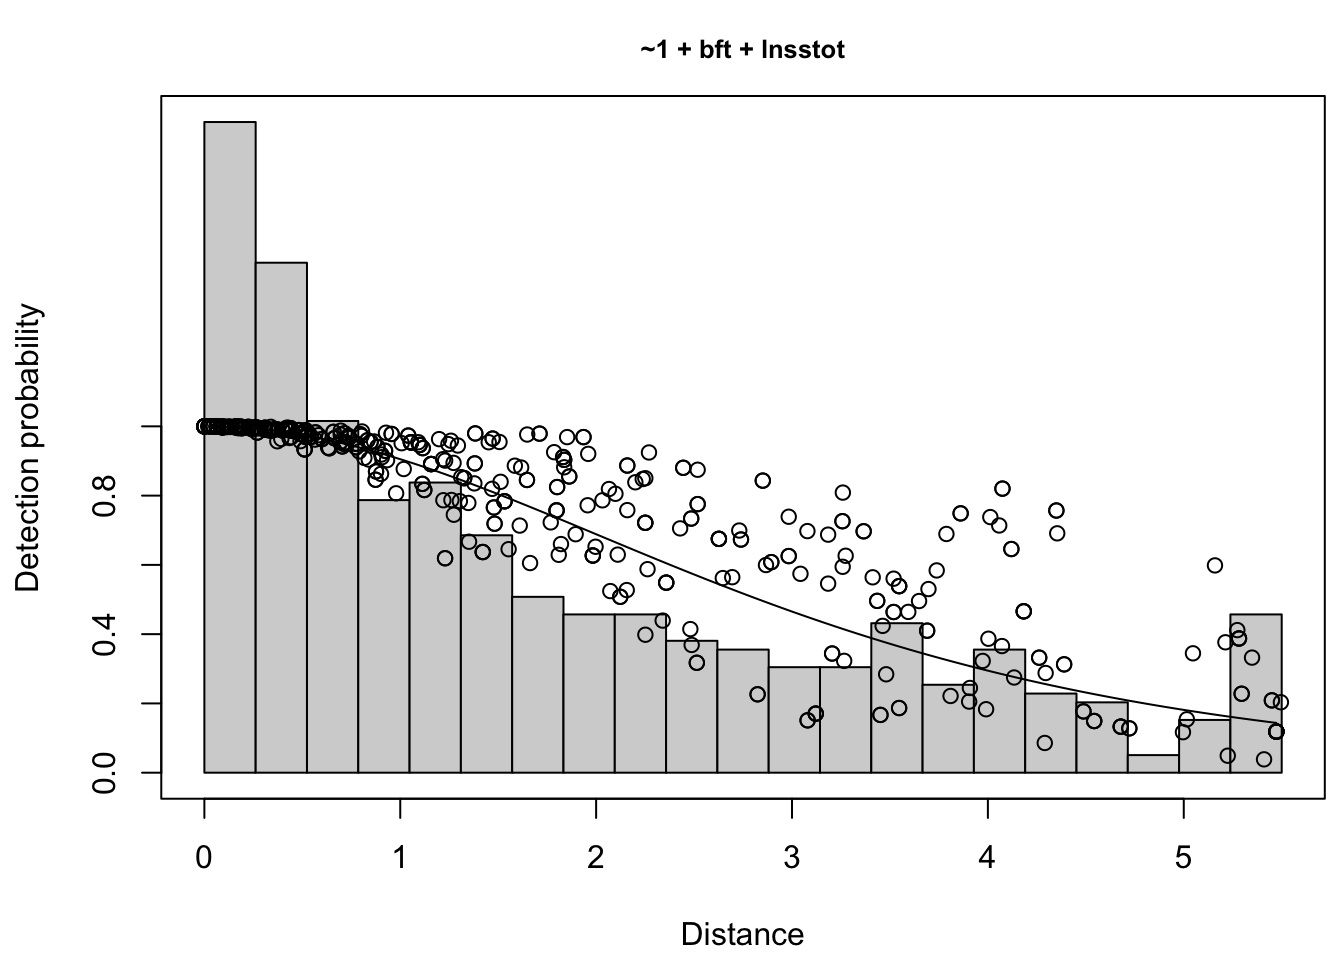 ~1 + bft + lnsstot
Detection probability
0.8
0.4
0.0
0 1 2 3 4 5
Distance